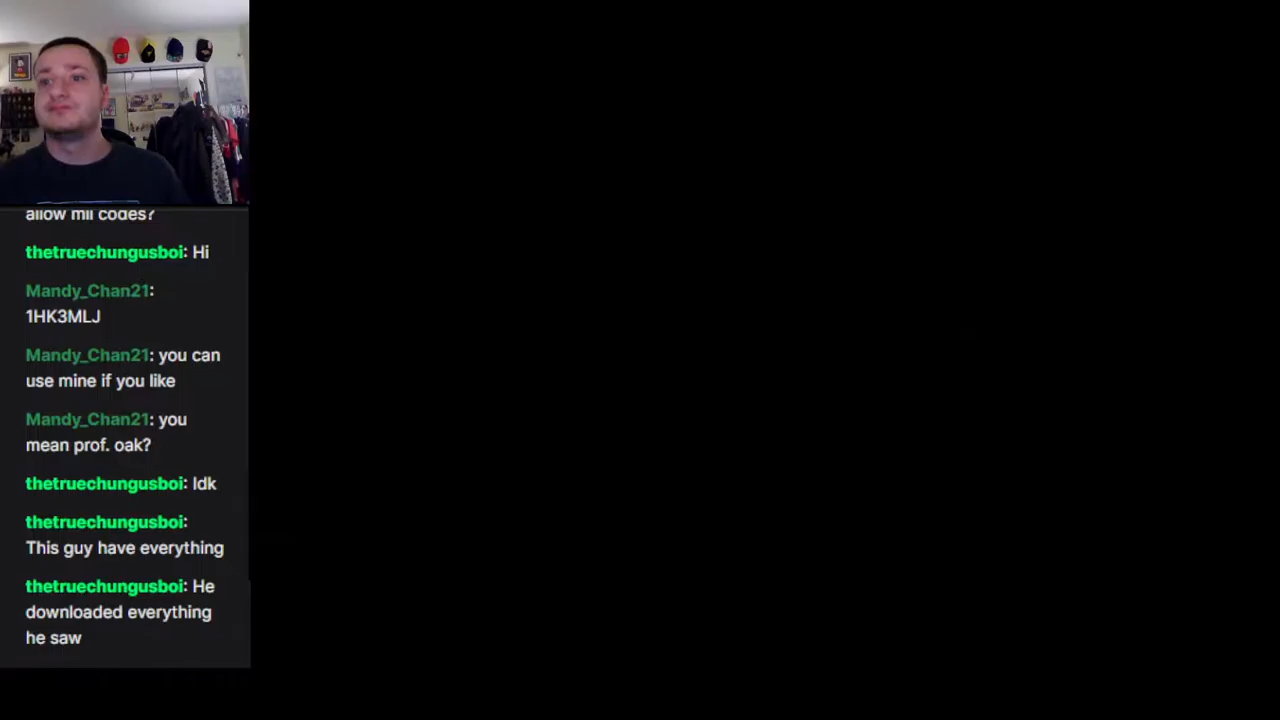 allow mii codes?
thetruechungusboi: Hi
Mandy_Chan21:
1HK3MLJ
Mandy_Chan21: you can
use mine if you like
Mandy_Chan21: you
mean prof. oak?
thetruechungusboi: Idk
thetruechungusboi:
This guy have everything
thetruechungusboi: He
downloaded everything
he saw